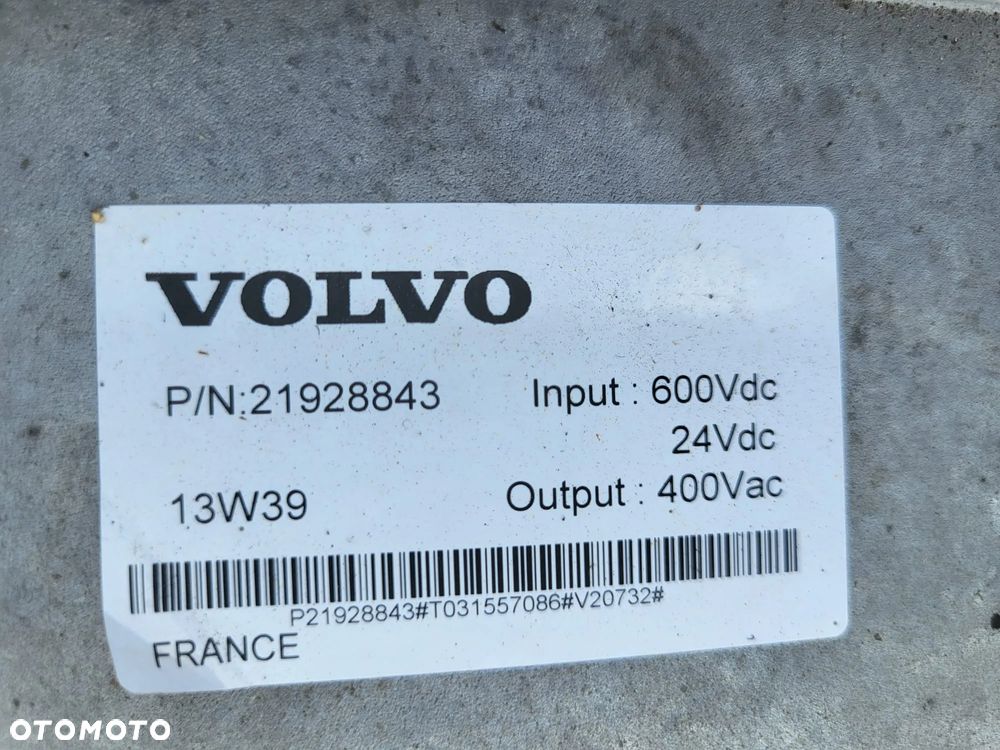 VOLVO
P/N:21928843 Input : 600Vdc
24Vdc
13W39 Output : 400Vac
P21928843#T031557086#V20732#
FRANCE
OTOMOTO